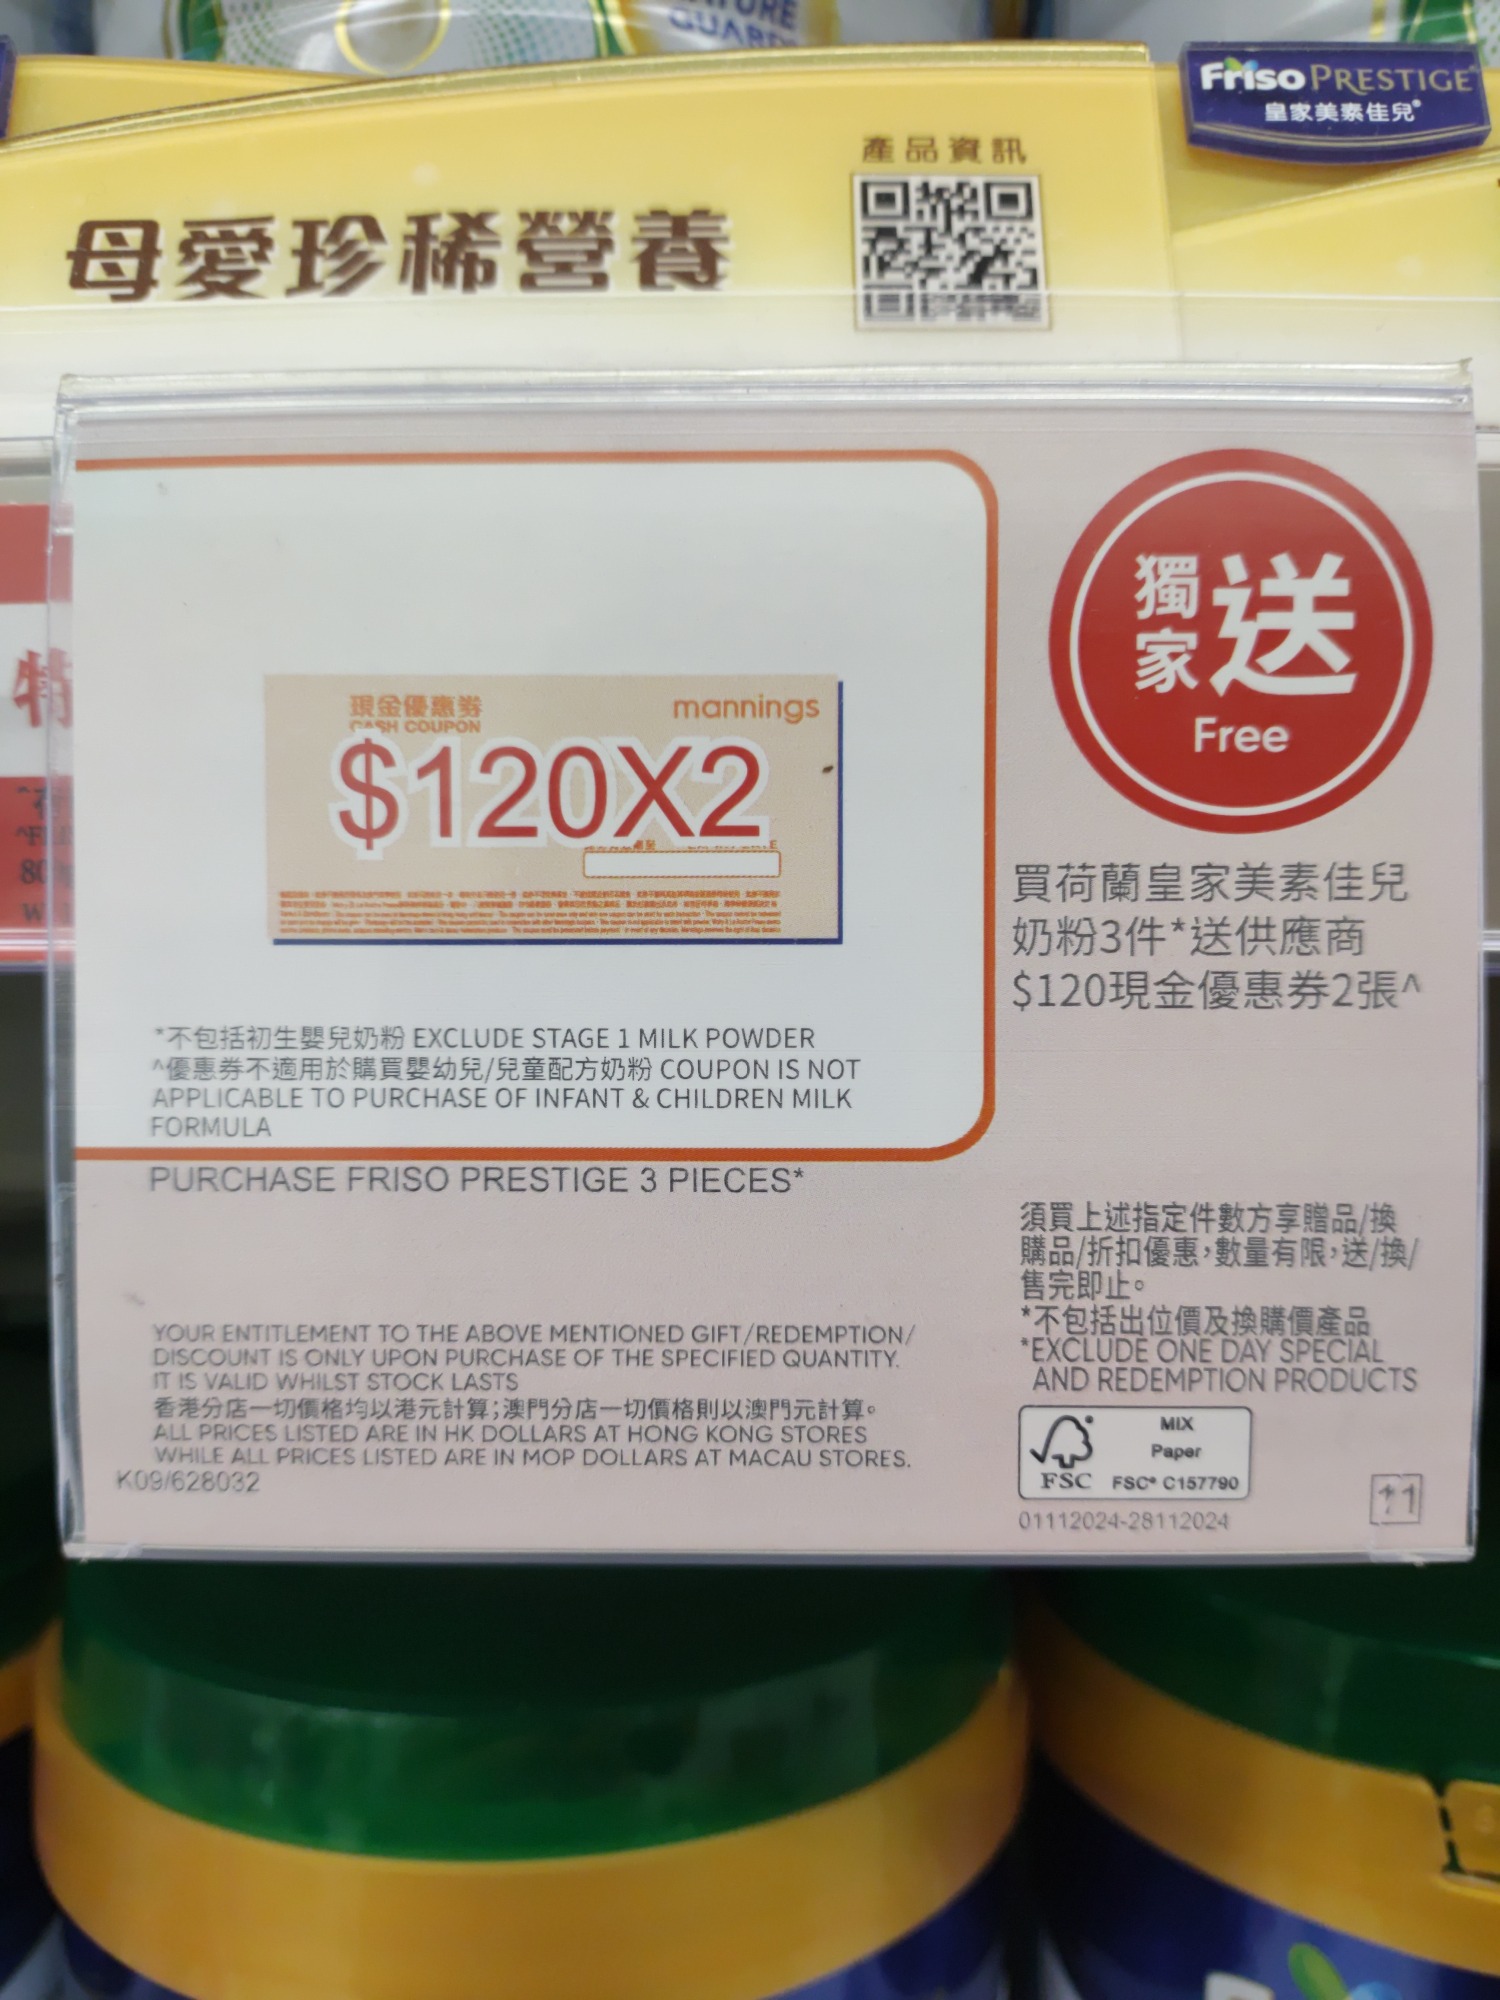 Friso PRESTIGE
皇家美素佳兒®
產品資訊
母愛珍稀營養
特
現金優惠券
CASH COUPON
mannings
$120X2
獨家送
Free
買荷蘭皇家美素佳兒
奶粉3件*送供應商
$120現金優惠券2張^
*不包括初生嬰兒奶粉 EXCLUDE STAGE 1 MILK POWDER
^優惠券不適用於購買嬰幼兒/兒童配方奶粉 COUPON IS NOT
APPLICABLE TO PURCHASE OF INFANT & CHILDREN MILK
FORMULA
PURCHASE FRISO PRESTIGE 3 PIECES*
須買上述指定件數方享贈品/換
購品/折扣優惠，數量有限，送/換/
售完即止。
*不包括出位價及換購價產品
*EXCLUDE ONE DAY SPECIAL
AND REDEMPTION PRODUCTS
YOUR ENTITLEMENT TO THE ABOVE MENTIONED GIFT/REDEMPTION/
DISCOUNT IS ONLY UPON PURCHASE OF THE SPECIFIED QUANTITY.
IT IS VALID WHILST STOCK LASTS
香港分店一切價格均以港元計算；澳門分店一切價格則以澳門元計算。
ALL PRICES LISTED ARE IN HK DOLLARS AT HONG KONG STORES
WHILE ALL PRICES LISTED ARE IN MOP DOLLARS AT MACAU STORES.
K09/628032
MIX
Paper
FSC FSC® C157790
01112024-28112024
11